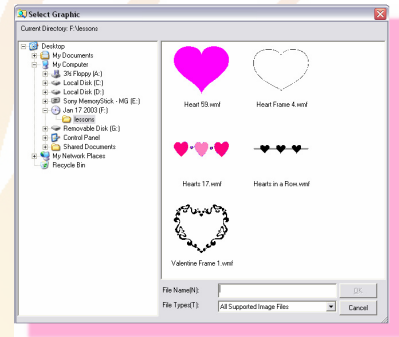 Select Graphic
Current Directory: F:\lessons
Desktop
My Documents
My Computer
3½ Floppy (A:)
Local Disk (C:)
Local Disk (D:)
Sony MemoryStick - MG (E:)
Jan 17 2003 (F:)
lessons
Removable Disk (G:)
Control Panel
Shared Documents
My Network Places
Recycle Bin
Heart 59.wmf
Heart Frame 4.wmf
Hearts 17.wmf
Hearts in a Row.wmf
Valentine Frame 1.wmf
File Name(N):
OK
File Types(T):
All Supported Image Files
Cancel